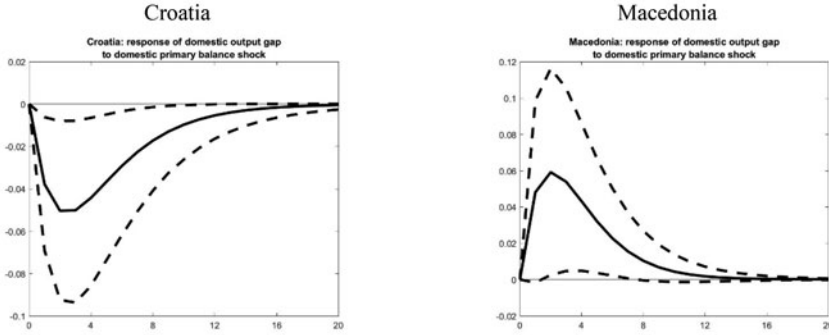 Croatia
Croatia: response of domestic output gap
to domestic primary balance shock
0.02
0
-0.02
-0.04
-0.06
-0.08
-0.1
0 4 8 12 16 20
Macedonia
Macedonia: response of domestic output gap
to domestic primary balance shock
0.12
0.1
0.08
0.06
0.04
0.02
0
-0.02
0 4 8 12 16 20